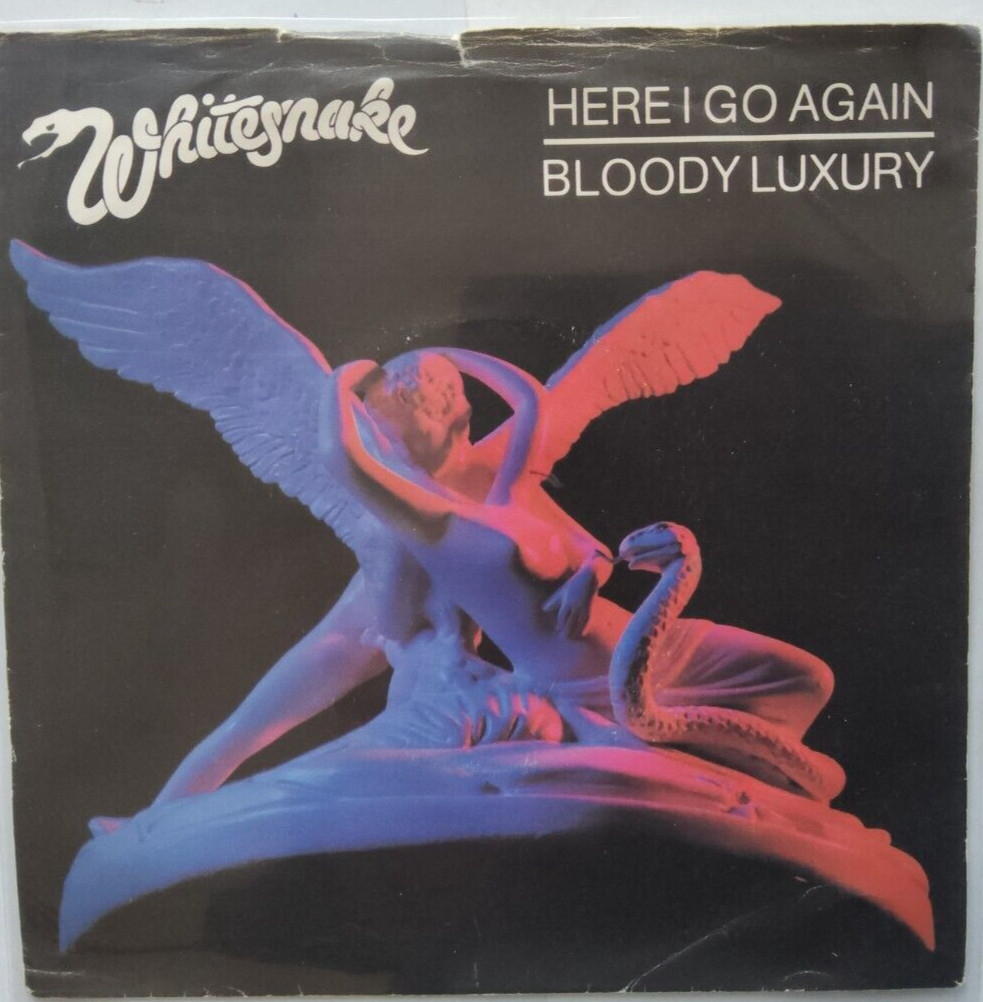 Whitesnake
HERE I GO AGAIN
BLOODY LUXURY